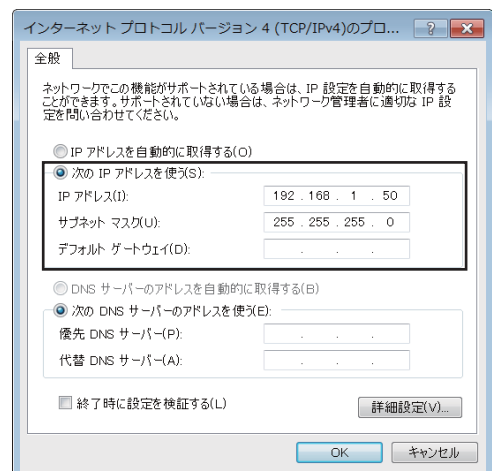 インターネット プロトコル バージョン 4 (TCP/IPv4)のプロ...
全般
ネットワークでこの機能がサポートされている場合は、IP 設定を自動的に取得する
ことができます。サポートされていない場合は、ネットワーク管理者に適切な IP 設
定を問い合わせてください。
IP アドレスを自動的に取得する(O)
次の IP アドレスを使う(S):
IP アドレス(I): 192 . 168 . 1 . 50
サブネット マスク(U): 255 . 255 . 255 . 0
デフォルト ゲートウェイ(D): . . .
DNS サーバーのアドレスを自動的に取得する(B)
次の DNS サーバーのアドレスを使う(E):
優先 DNS サーバー(P): . . .
代替 DNS サーバー(A): . . .
終了時に設定を検証する(L)
詳細設定(V)...
OK キャンセル